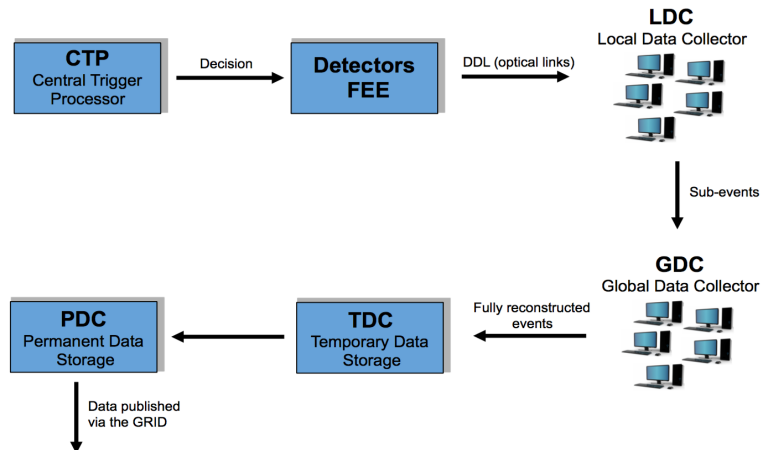 CTP
Central Trigger
Processor
Decision
Detectors
FEE
DDL (optical links)
LDC
Local Data Collector
Sub-events
GDC
Global Data Collector
Fully reconstructed
events
TDC
Temporary Data
Storage
PDC
Permanent Data
Storage
Data published
via the GRID